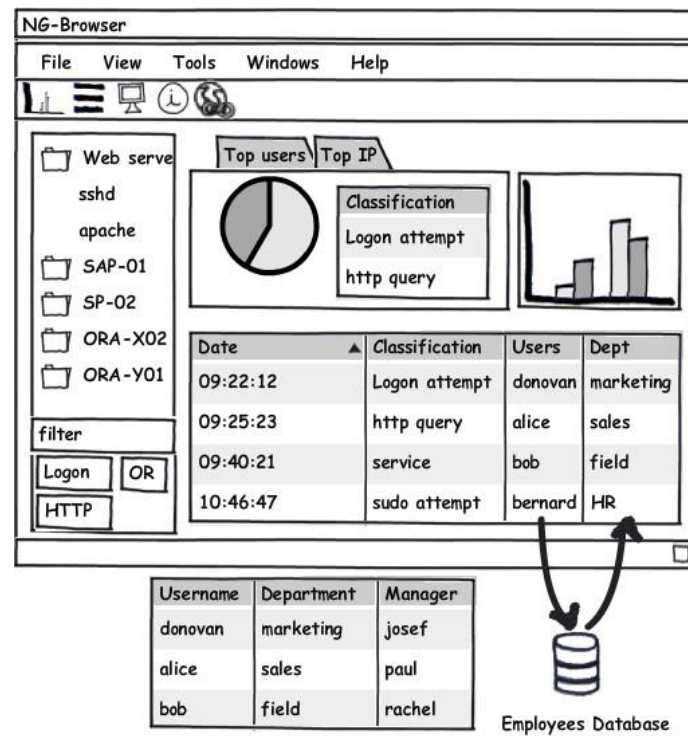 NG-Browser
File View Tools Windows Help
Web serve
sshd
apache
SAP-01
SP-02
ORA-X02
ORA-Y01
filter
Logon OR
HTTP
Top users Top IP
Classification
Logon attempt
http query
Date Classification Users Dept
09:22:12 Logon attempt donovan marketing
09:25:23 http query alice sales
09:40:21 service bob field
10:46:47 sudo attempt bernard HR
Username Department Manager
donovan marketing josef
alice sales paul
bob field rachel
Employees Database